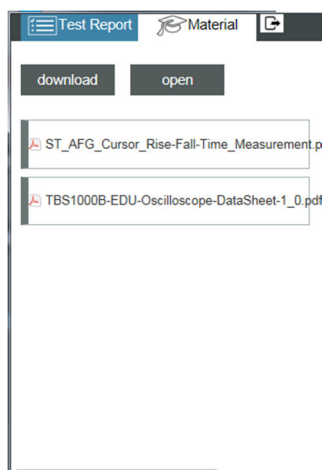 Test Report Material
download open
ST_AFG_Cursor_Rise-Fall-Time_Measurement.p
TBS1000B-EDU-Oscilloscope-DataSheet-1_0.pdf